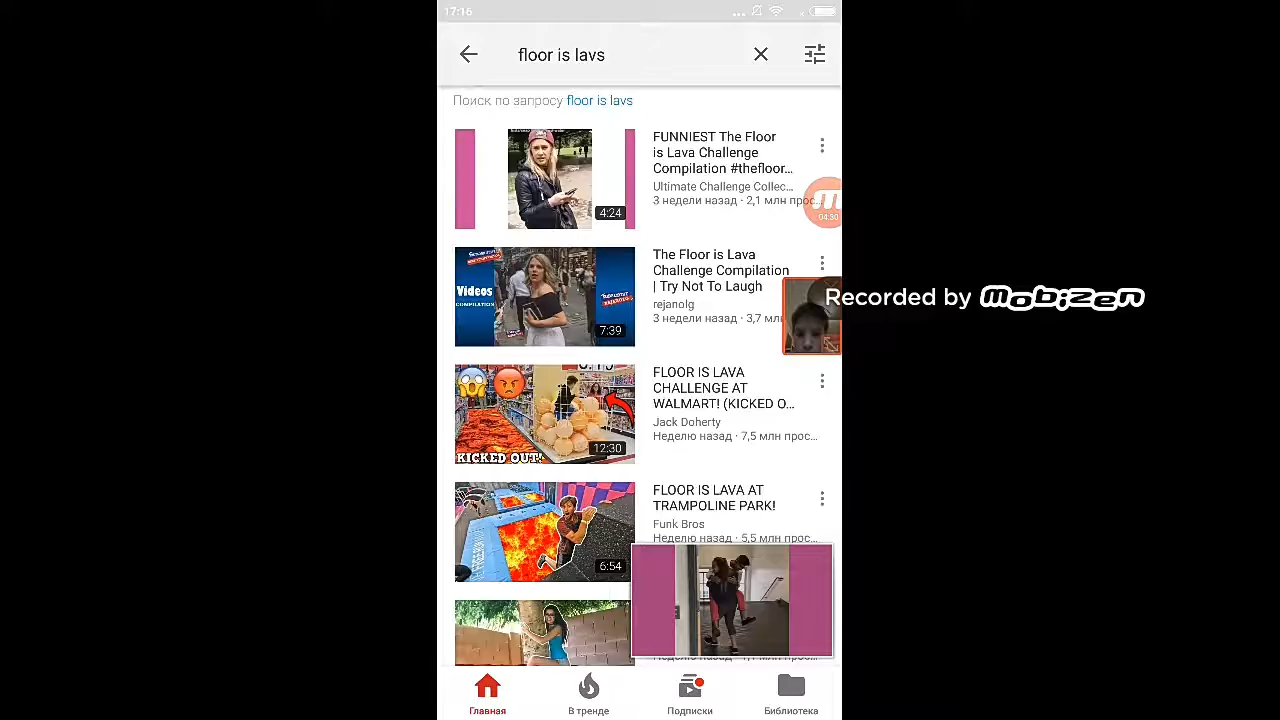 17:16
floor is lavs
Поиск по запросу floor is lavs
FUNNIEST The Floor
is Lava Challenge
Compilation #thefloor...
Ultimate Challenge Collec...
3 недели назад · 2,1 млн прос...
4:24
04:30
The Floor is Lava
Challenge Compilation
| Try Not To Laugh
rejanolg
3 недели назад · 3,7 млн
Videos
COMPILATION
7:39
Recorded by mobizen
FLOOR IS LAVA
CHALLENGE AT
WALMART! (KICKED O...
Jack Doherty
Неделю назад · 7,5 млн прос...
KICKED OUT!
12:30
FLOOR IS LAVA AT
TRAMPOLINE PARK!
Funk Bros
Неделю назад · 5,5 млн прос...
6:54
Главная
В тренде
Подписки
Библиотека